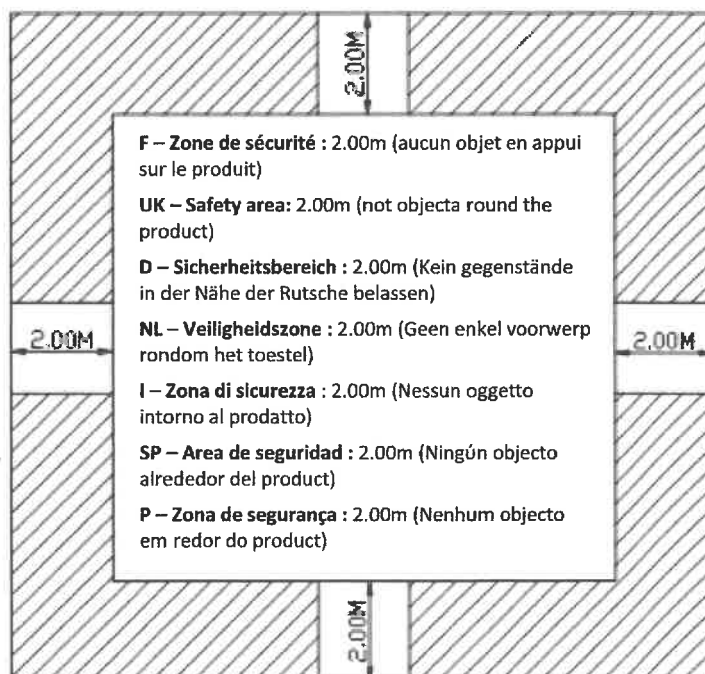 2.00M
F – Zone de sécurité : 2.00m (aucun objet en appui
sur le produit)
UK – Safety area: 2.00m (not objecta round the
product)
D – Sicherheitsbereich : 2.00m (Kein gegenstände
in der Nähe der Rutsche belassen)
NL – Veiligheidszone : 2.00m (Geen enkel voorwerp
rondom het toestel)
2.00M
2.00M
I – Zona di sicurezza : 2.00m (Nessun oggetto
intorno al prodatto)
SP – Area de seguridad : 2.00m (Ningún objecto
alrededor del product)
P – Zona de segurança : 2.00m (Nenhum objecto
em redor do product)
2.00M